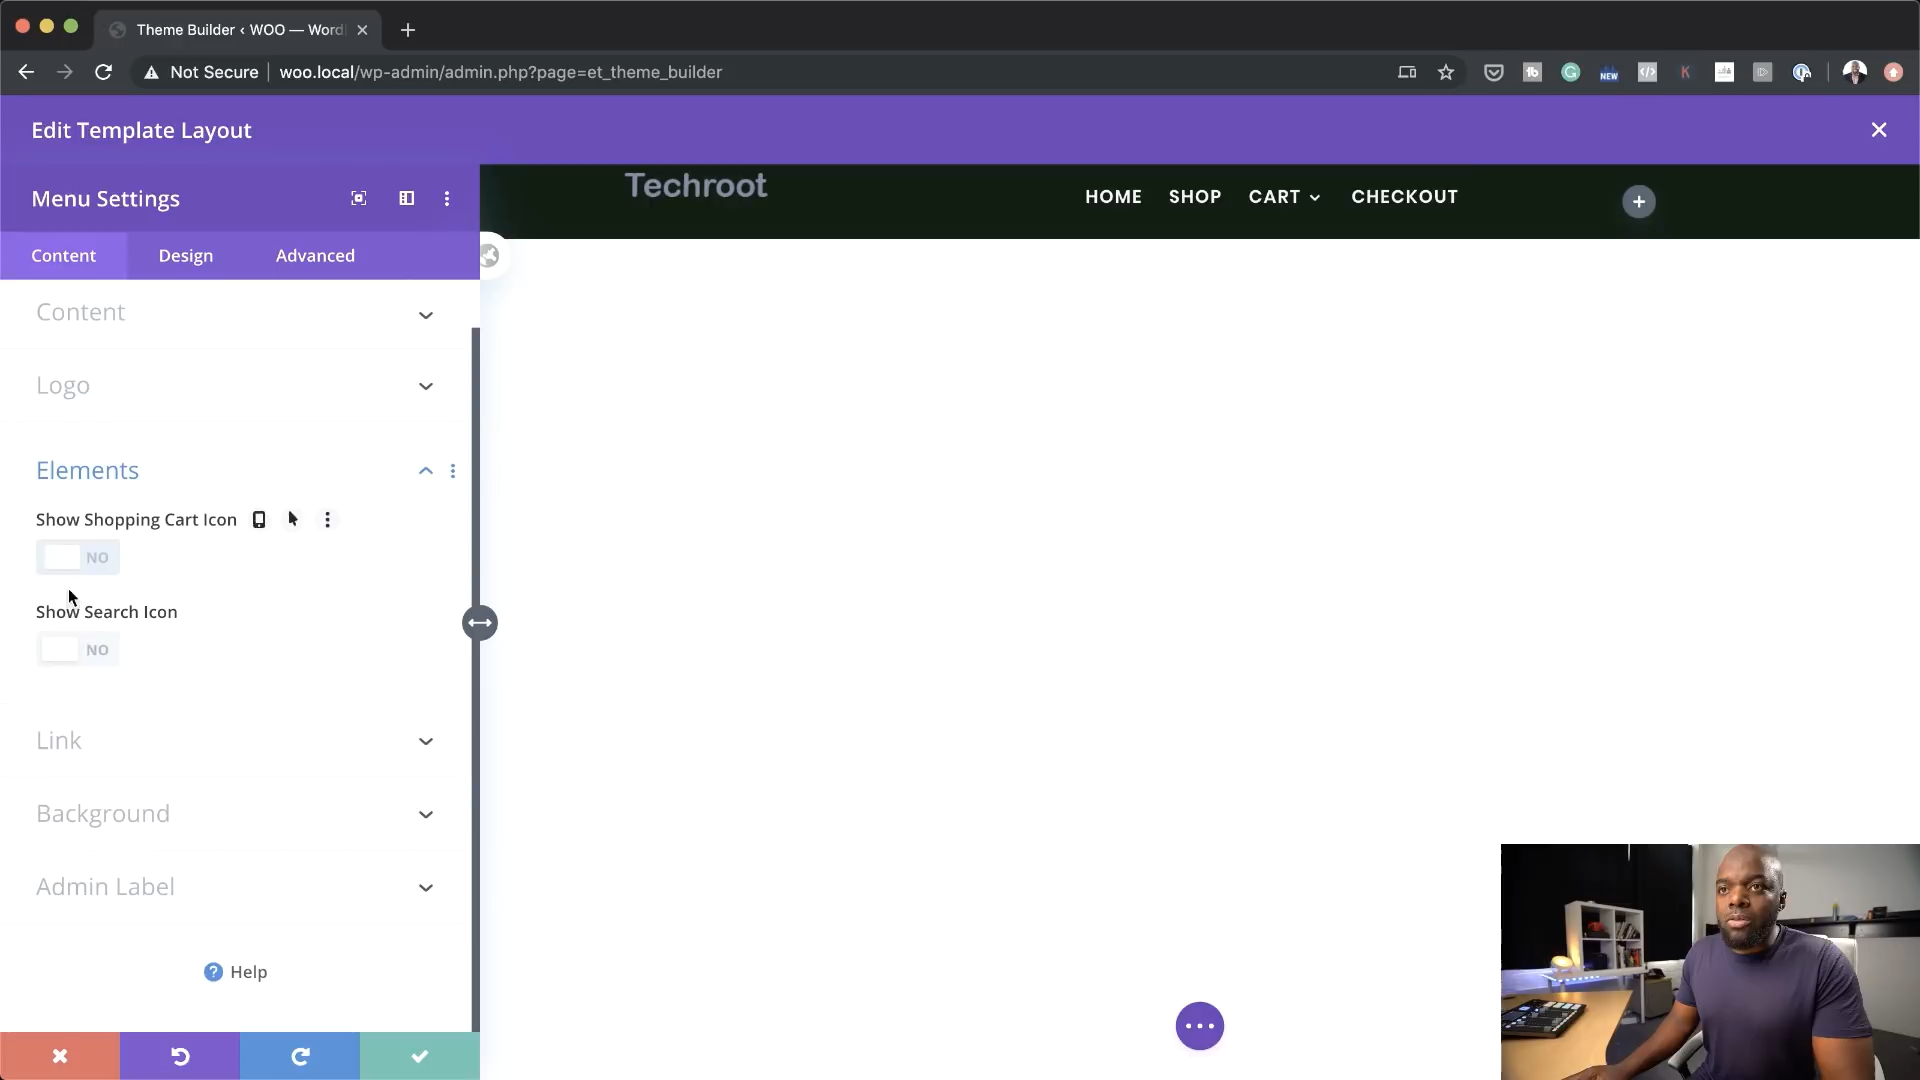 Theme Builder ‹ WOO — Word
Not Secure
woo.local/wp-admin/admin.php?page=et_theme_builder
NEW
Edit Template Layout
Menu Settings
Content
Design
Advanced
Techroot
HOME
SHOP
CART
CHECKOUT
Content
Logo
Elements
Show Shopping Cart Icon
NO
Show Search Icon
NO
Link
Background
Admin Label
? Help